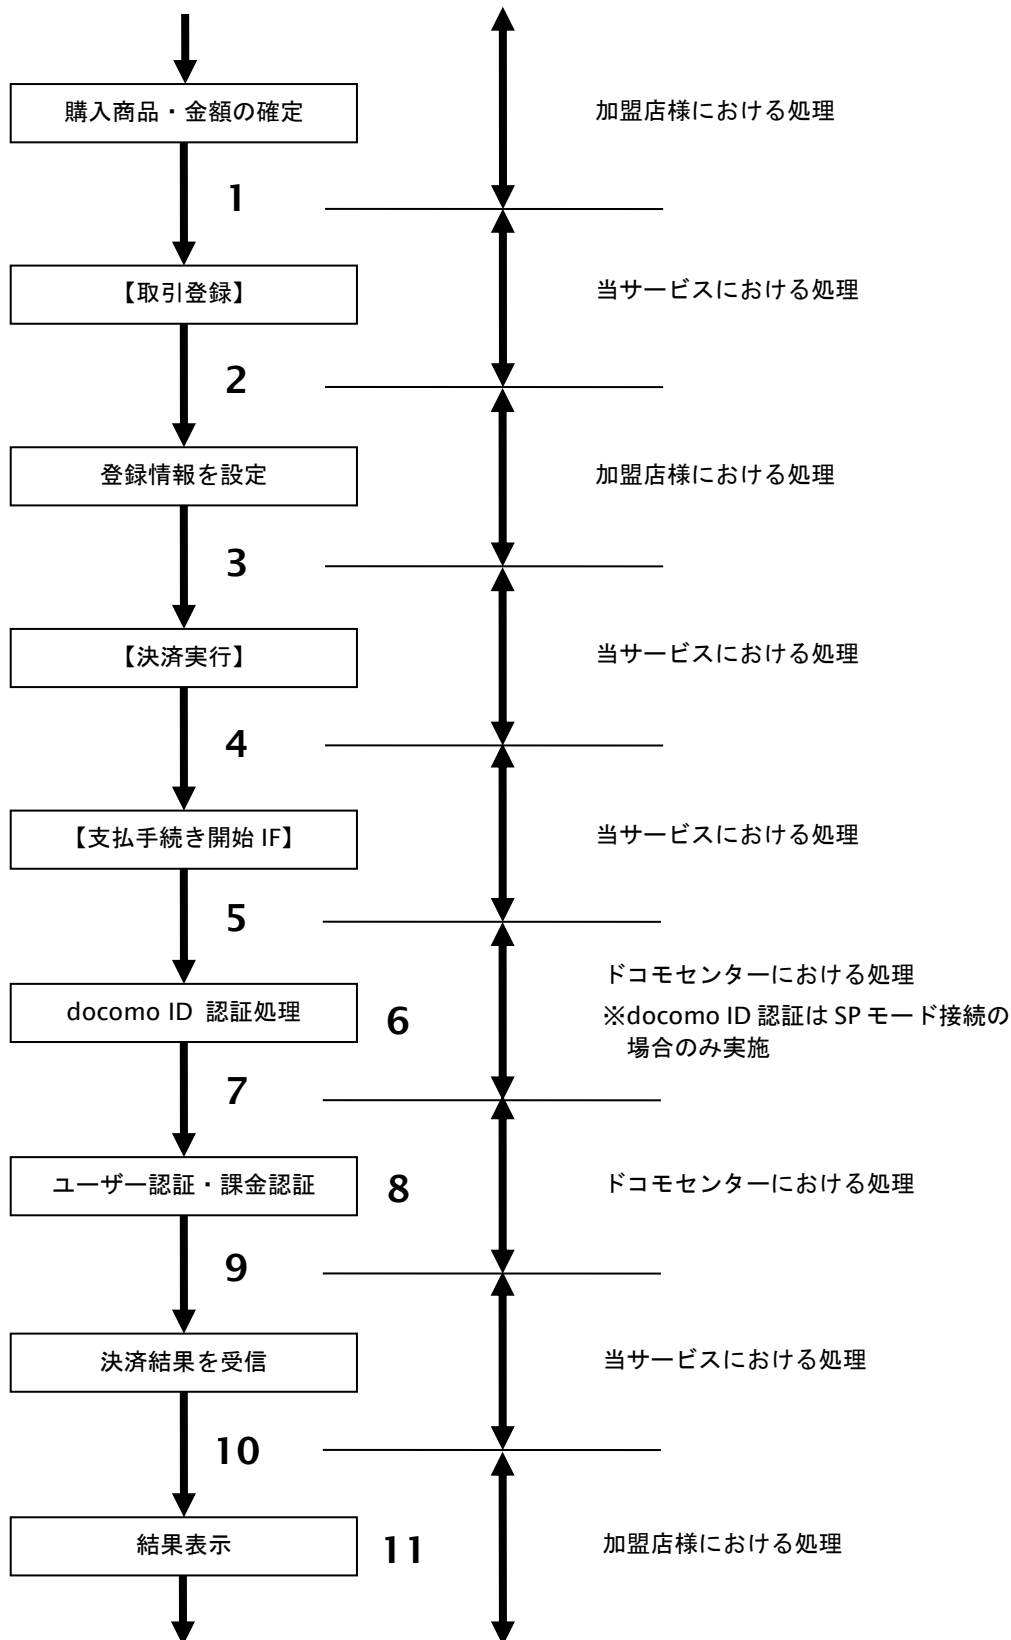 購入商品・金額の確定
加盟店様における処理
1
【取引登録】
当サービスにおける処理
2
登録情報を設定
加盟店様における処理
3
【決済実行】
当サービスにおける処理
4
【支払手続き開始 IF】
当サービスにおける処理
5
ドコモセンターにおける処理
docomo ID 認証処理
6
※docomo ID 認証は SP モード接続の
場合のみ実施
7
ユーザー認証・課金認証
8
ドコモセンターにおける処理
9
決済結果を受信
当サービスにおける処理
10
結果表示
11
加盟店様における処理